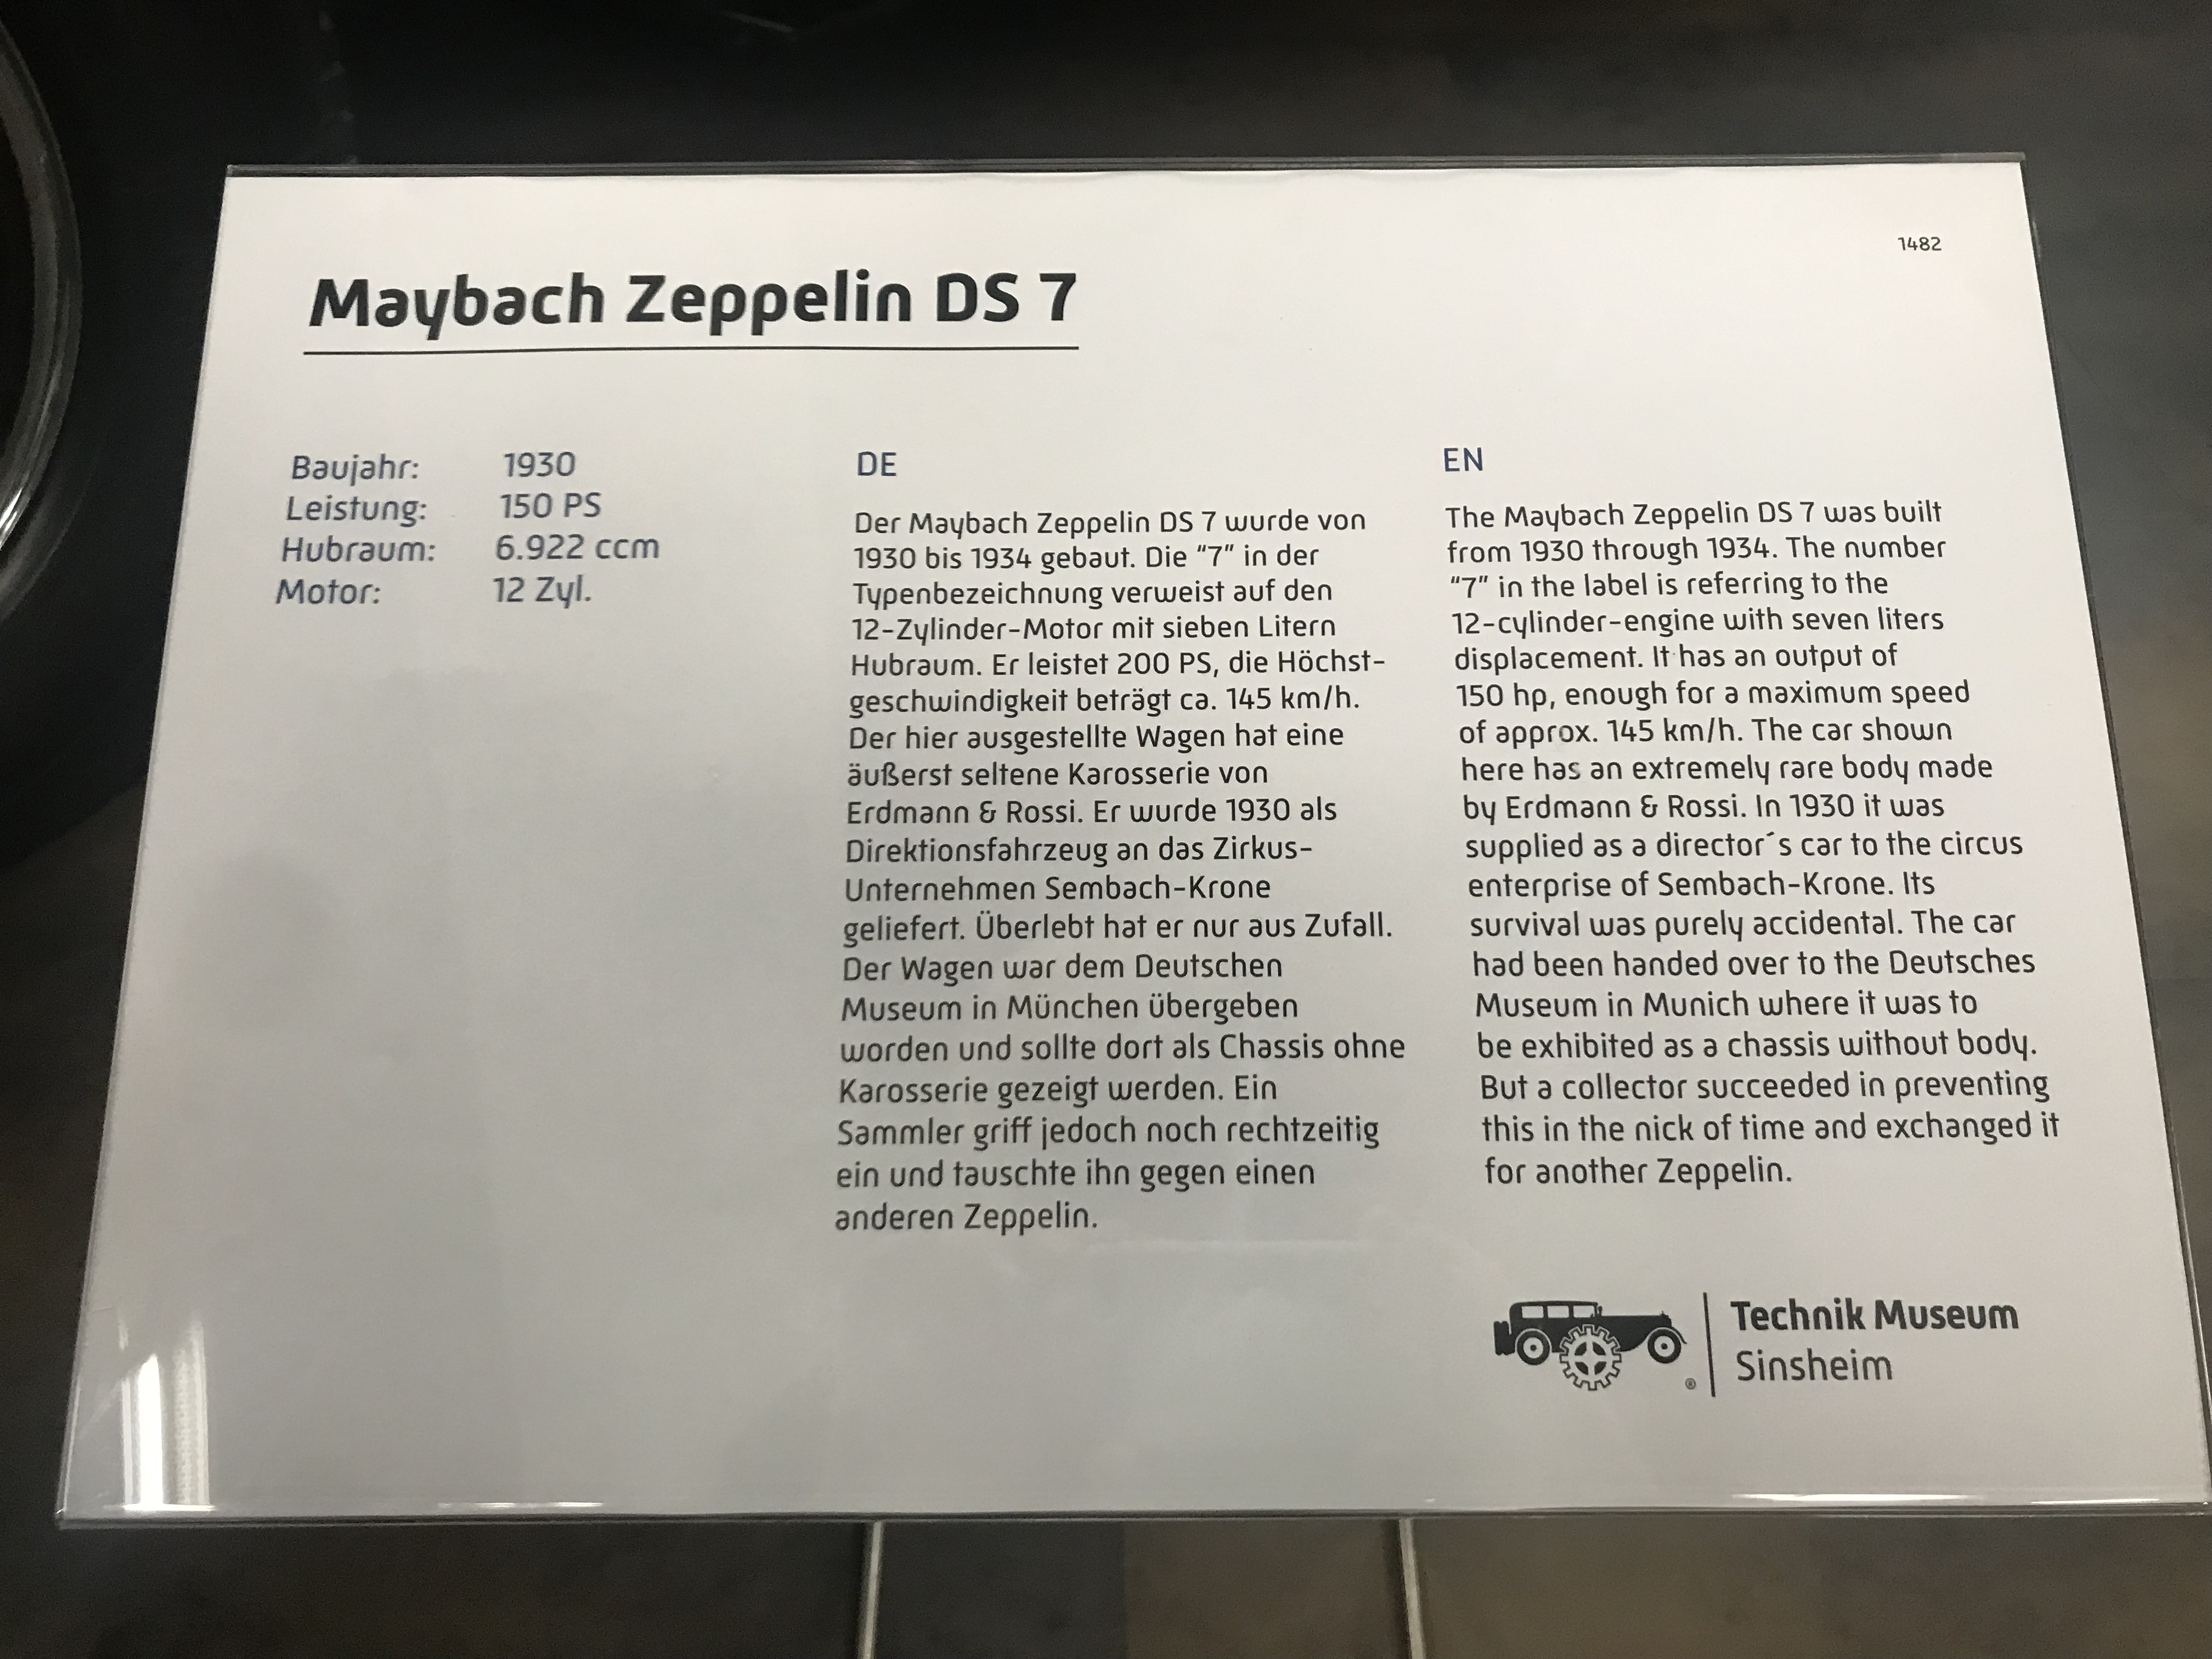 1482
Maybach Zeppelin DS 7
Baujahr: 1930
Leistung: 150 PS
Hubraum: 6.922 ccm
Motor: 12 Zyl.
DE
Der Maybach Zeppelin DS 7 wurde von
1930 bis 1934 gebaut. Die “7” in der
Typenbezeichnung verweist auf den
12-Zylinder-Motor mit sieben Litern
Hubraum. Er leistet 200 PS, die Höchst-
geschwindigkeit beträgt ca. 145 km/h.
Der hier ausgestellte Wagen hat eine
äußerst seltene Karosserie von
Erdmann & Rossi. Er wurde 1930 als
Direktionsfahrzeug an das Zirkus-
Unternehmen Sembach-Krone
geliefert. Überlebt hat er nur aus Zufall.
Der Wagen war dem Deutschen
Museum in München übergeben
worden und sollte dort als Chassis ohne
Karosserie gezeigt werden. Ein
Sammler griff jedoch noch rechtzeitig
ein und tauschte ihn gegen einen
anderen Zeppelin.
EN
The Maybach Zeppelin DS 7 was built
from 1930 through 1934. The number
“7” in the label is referring to the
12-cylinder-engine with seven liters
displacement. It has an output of
150 hp, enough for a maximum speed
of approx. 145 km/h. The car shown
here has an extremely rare body made
by Erdmann & Rossi. In 1930 it was
supplied as a director´s car to the circus
enterprise of Sembach-Krone. Its
survival was purely accidental. The car
had been handed over to the Deutsches
Museum in Munich where it was to
be exhibited as a chassis without body.
But a collector succeeded in preventing
this in the nick of time and exchanged it
for another Zeppelin.
®
Technik Museum
Sinsheim